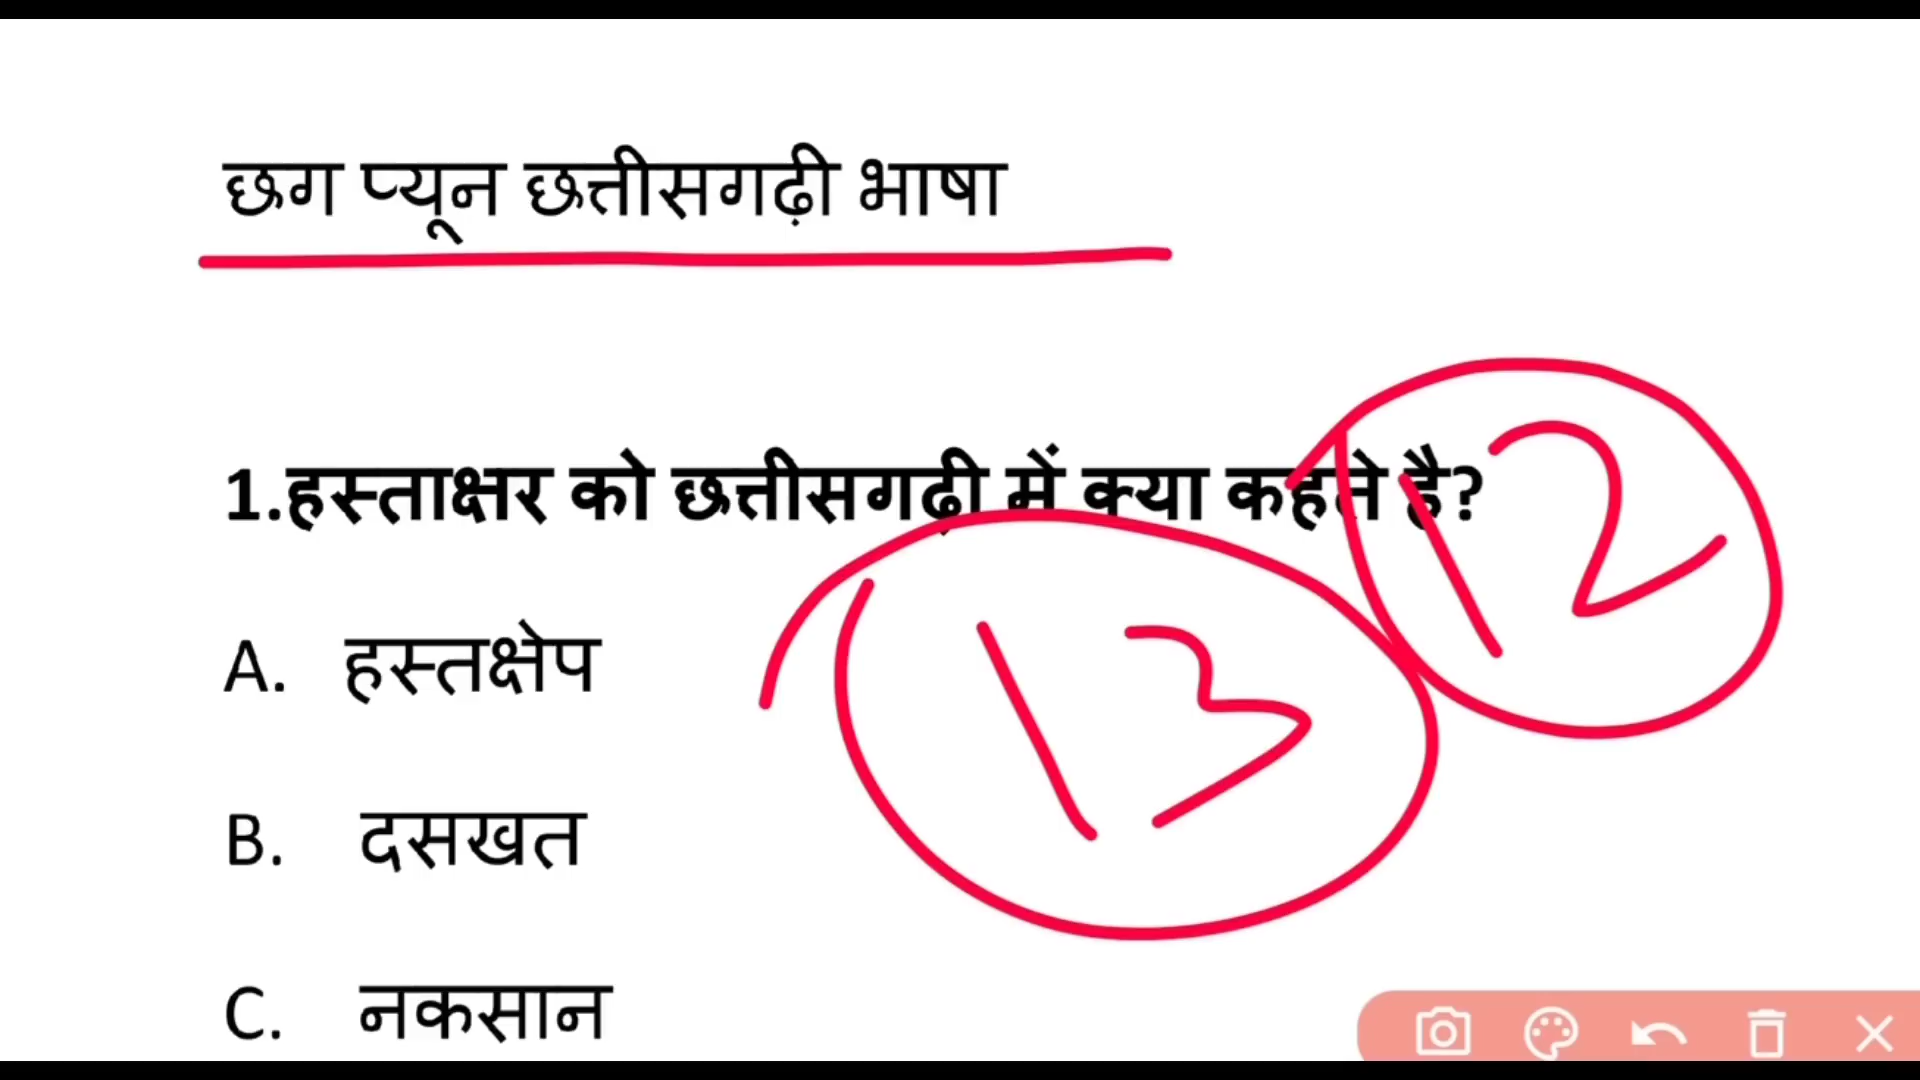 छग प्यून छत्तीसगढ़ी भाषा
1.हस्ताक्षर को छत्तीसगढ़ी में क्या कहते है?
12
A. हस्तक्षेप
13
B. दसखत
C. नकसान